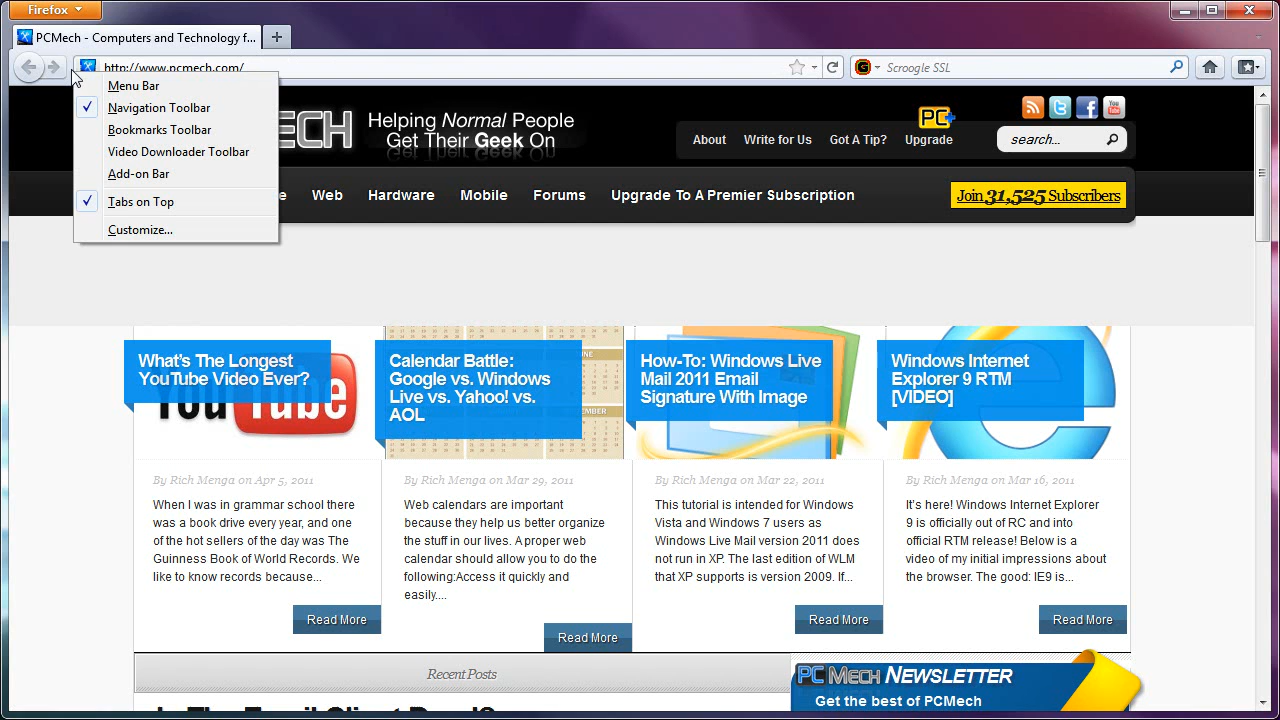 Firefox
PCMech - Computers and Technology f...
http://www.pcmech.com/
Scroogle SSL
Menu Bar
Navigation Toolbar
Bookmarks Toolbar
Video Downloader Toolbar
Add-on Bar
Tabs on Top
Customize...
ECH
Helping Normal People
Get Their Geek On
PC+
You
Tube
About Write for Us Got A Tip? Upgrade
search...
e Web Hardware Mobile Forums Upgrade To A Premier Subscription
Join 31,525 Subscribers
What's The Longest
YouTube Video Ever?
You Tube
Calendar Battle:
Google vs. Windows
Live vs. Yahoo! vs.
AOL
How-To: Windows Live
Mail 2011 Email
Signature With Image
Windows Internet
Explorer 9 RTM
[VIDEO]
By Rich Menga on Apr 5, 2011
When I was in grammar school there
was a book drive every year, and one
of the hot sellers of the day was The
Guinness Book of World Records. We
like to know records because...
Read More
By Rich Menga on Mar 29, 2011
Web calendars are important
because they help us better organize
the stuff in our lives. A proper web
calendar should allow you to do the
following:Access it quickly and
easily....
Read More
By Rich Menga on Mar 22, 2011
This tutorial is intended for Windows
Vista and Windows 7 users as
Windows Live Mail version 2011 does
not run in XP. The last edition of WLM
that XP supports is version 2009. If...
Read More
By Rich Menga on Mar 16, 2011
It's here! Windows Internet Explorer
9 is officially out of RC and into
official RTM release! Below is a
video of my initial impressions about
the browser. The good: IE9 is...
Read More
Recent Posts
PC MECH NEWSLETTER
Get the best of PCMech
Is The Email Client Dead?